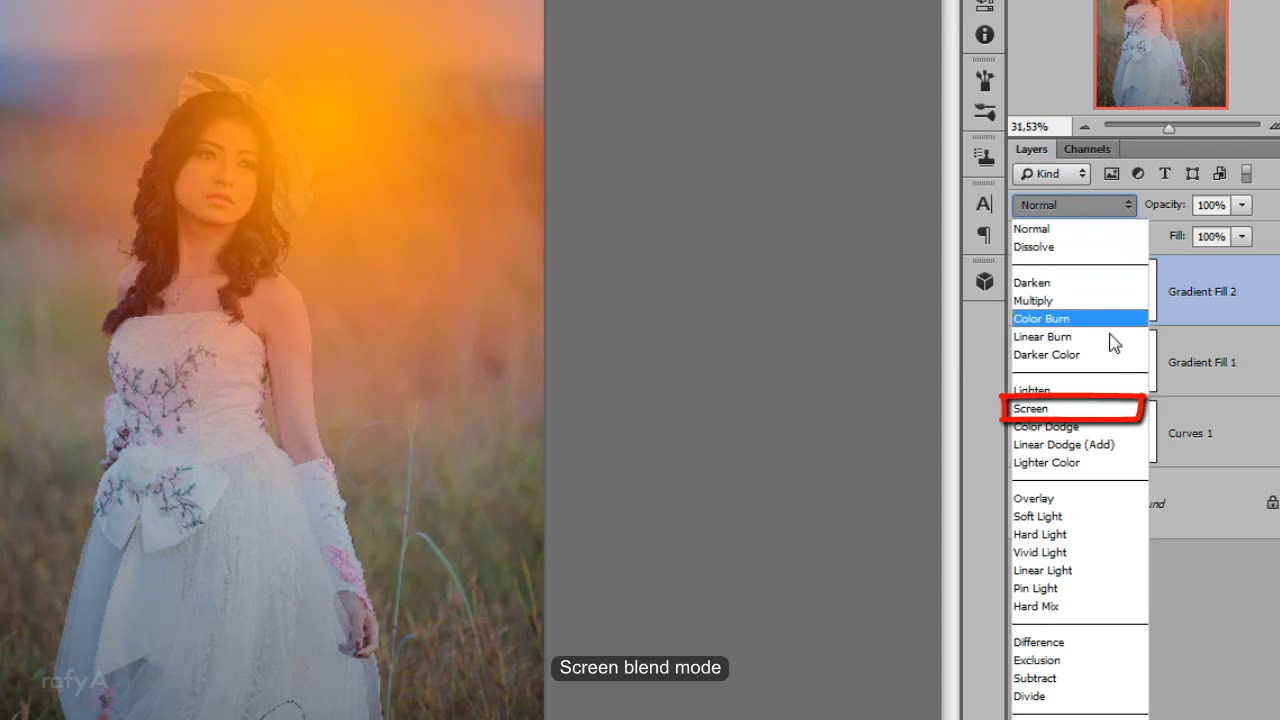 31,53%
Layers
Channels
Kind
Normal
Opacity:
100%
Normal
Fill:
100%
Dissolve
Darken
Gradient Fill 2
Multiply
Color Burn
Linear Burn
Darker Color
Gradient Fill 1
Lighten
Screen
Color Dodge
Curves 1
Linear Dodge (Add)
Lighter Color
Overlay
Soft Light
Hard Light
Vivid Light
Linear Light
Pin Light
Hard Mix
Difference
Exclusion
Subtract
Divide
Screen blend mode
rafyA